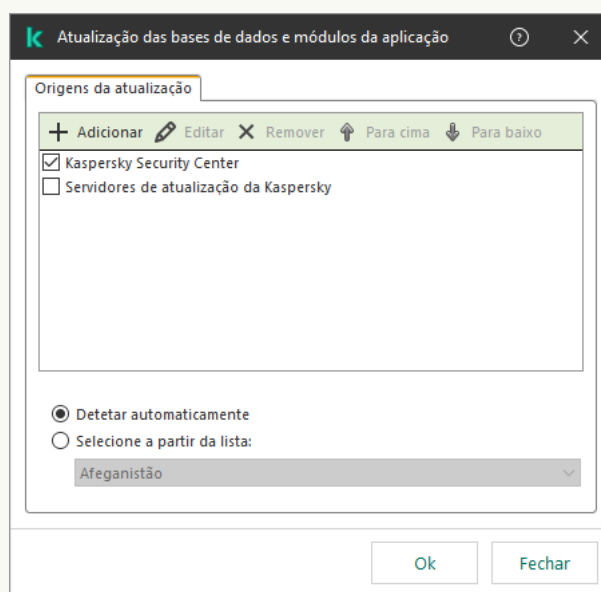 Atualização das bases de dados e módulos da aplicação
Origens da atualização
Adicionar Editar Remover Para cima Para baixo
Kaspersky Security Center
Servidores de atualização da Kaspersky
Detetar automaticamente
Selecione a partir da lista:
Afeganistão
Ok Fechar